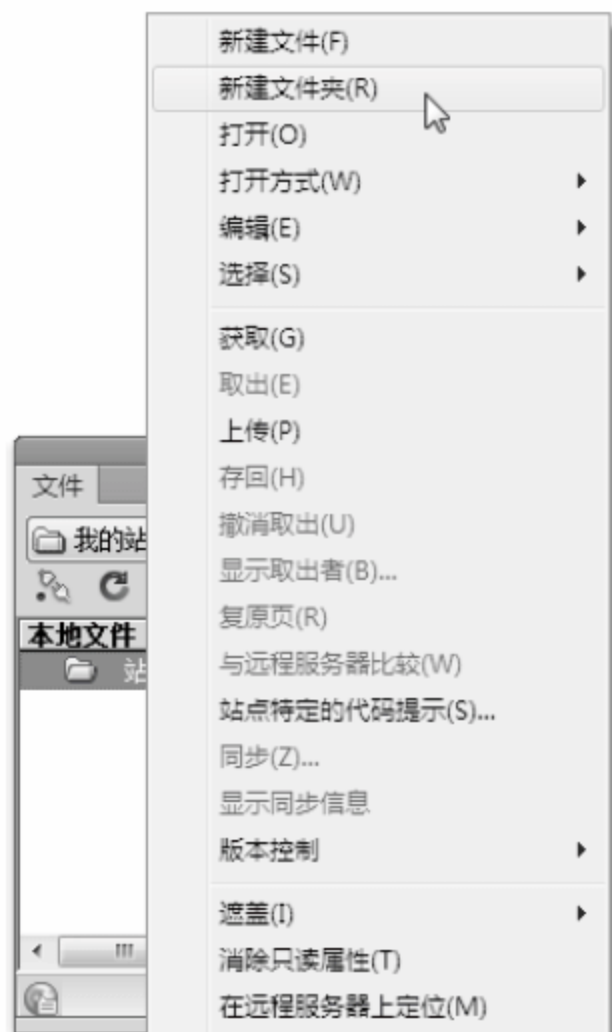 新建文件(F)
新建文件夹(R)
打开(O)
打开方式(W)
编辑(E)
选择(S)
获取(G)
取出(E)
上传(P)
存回(H)
撤消取出(U)
显示取出者(B)...
复原页(R)
与远程服务器比较(W)
站点特定的代码提示(S)...
同步(Z)...
显示同步信息
版本控制
遮盖(I)
消除只读属性(T)
在远程服务器上定位(M)
文件
我的站
本地文件
站